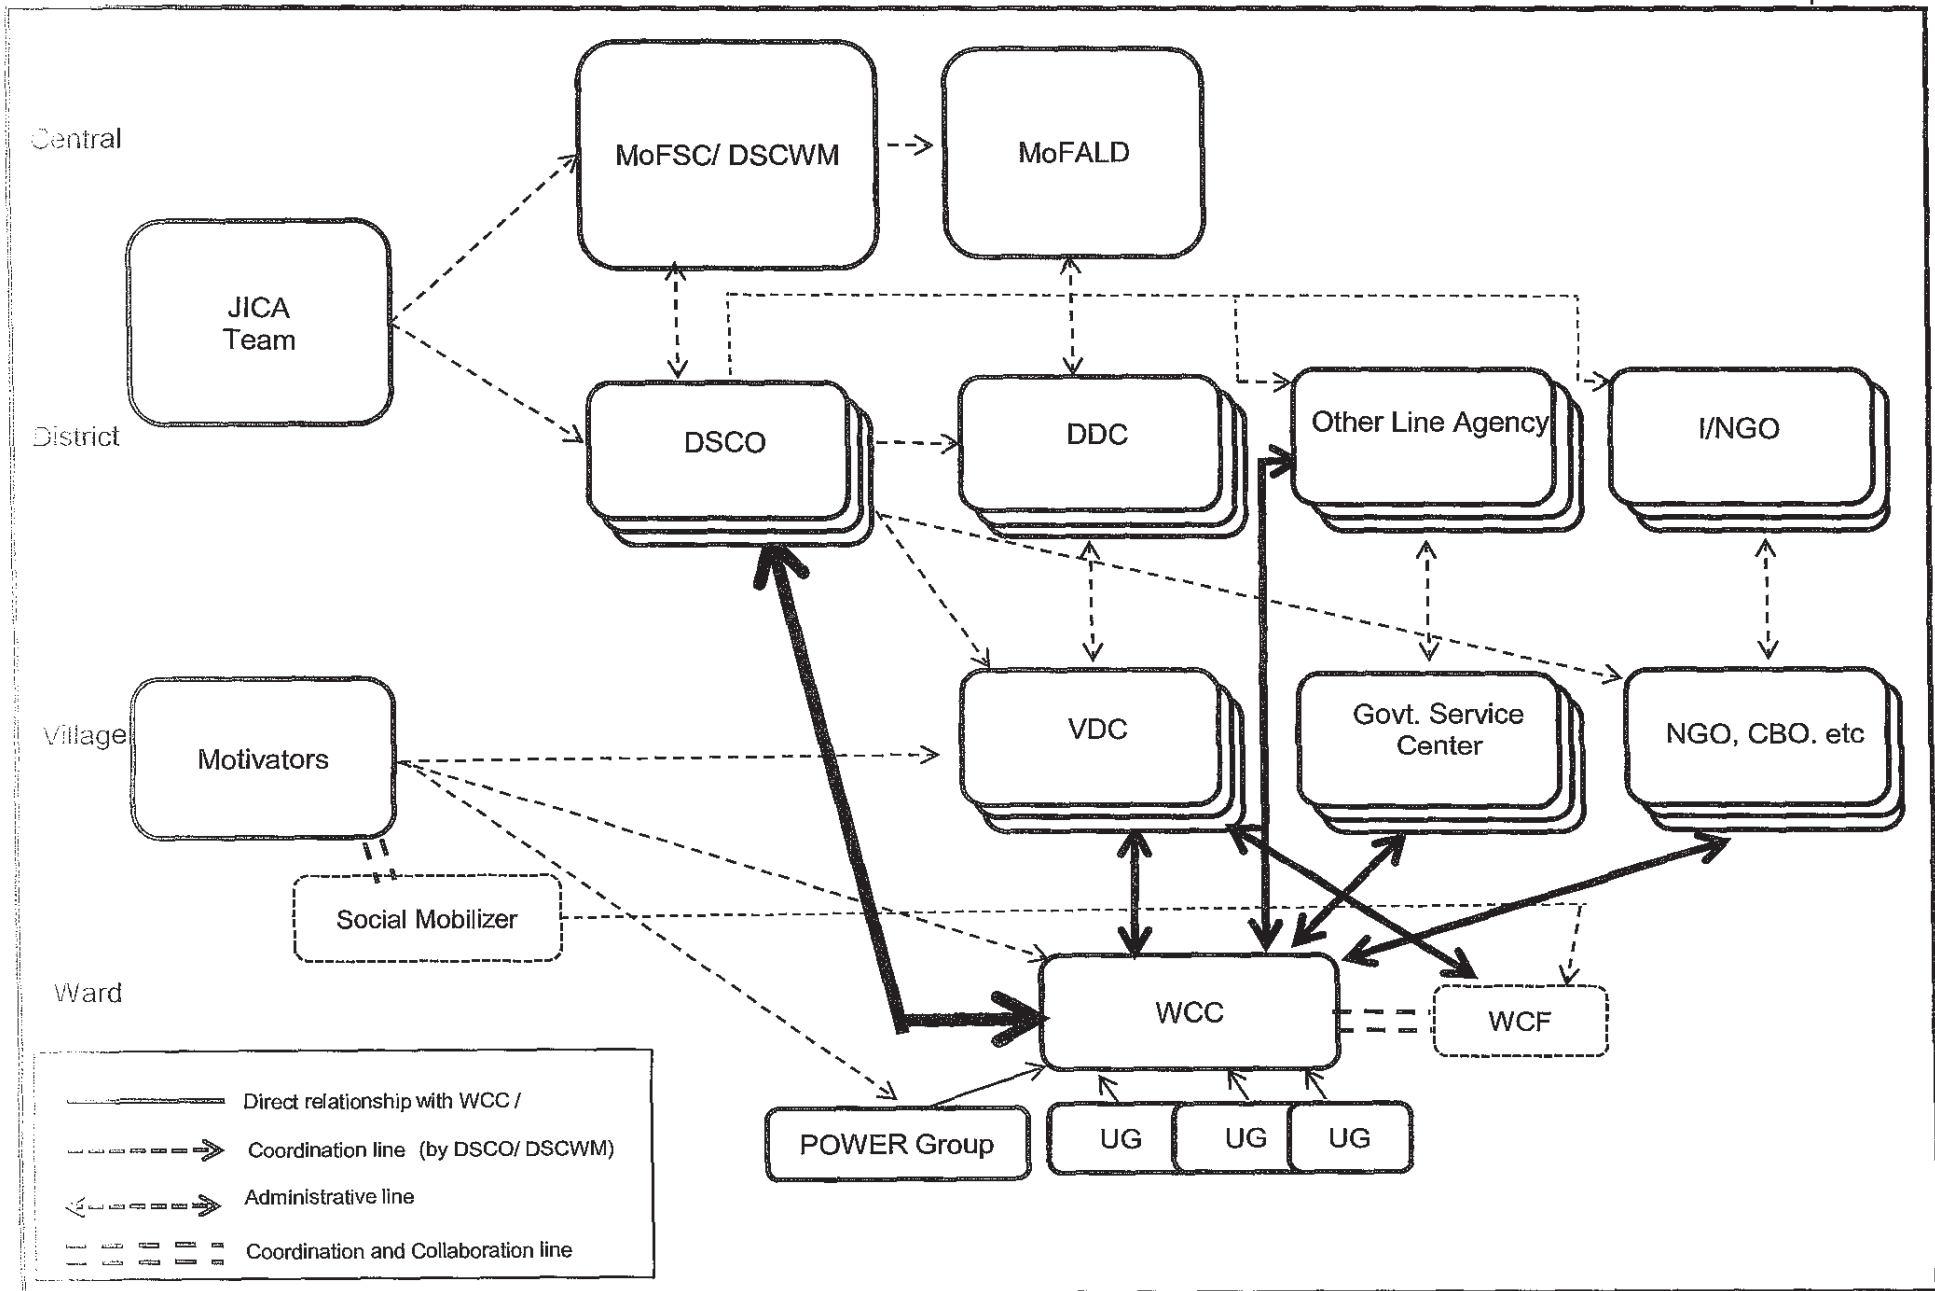 Central
MoFSC/ DSCWM
MoFALD
JICA
Team
District
DSCO
DDC
Other Line Agency
I/NGO
Village
Motivators
VDC
Govt. Service
Center
NGO, CBO. etc
Social Mobilizer
Ward
WCC
WCF
POWER Group
UG
UG
UG
Direct relationship with WCC /
Coordination line (by DSCO/ DSCWM)
Administrative line
Coordination and Collaboration line